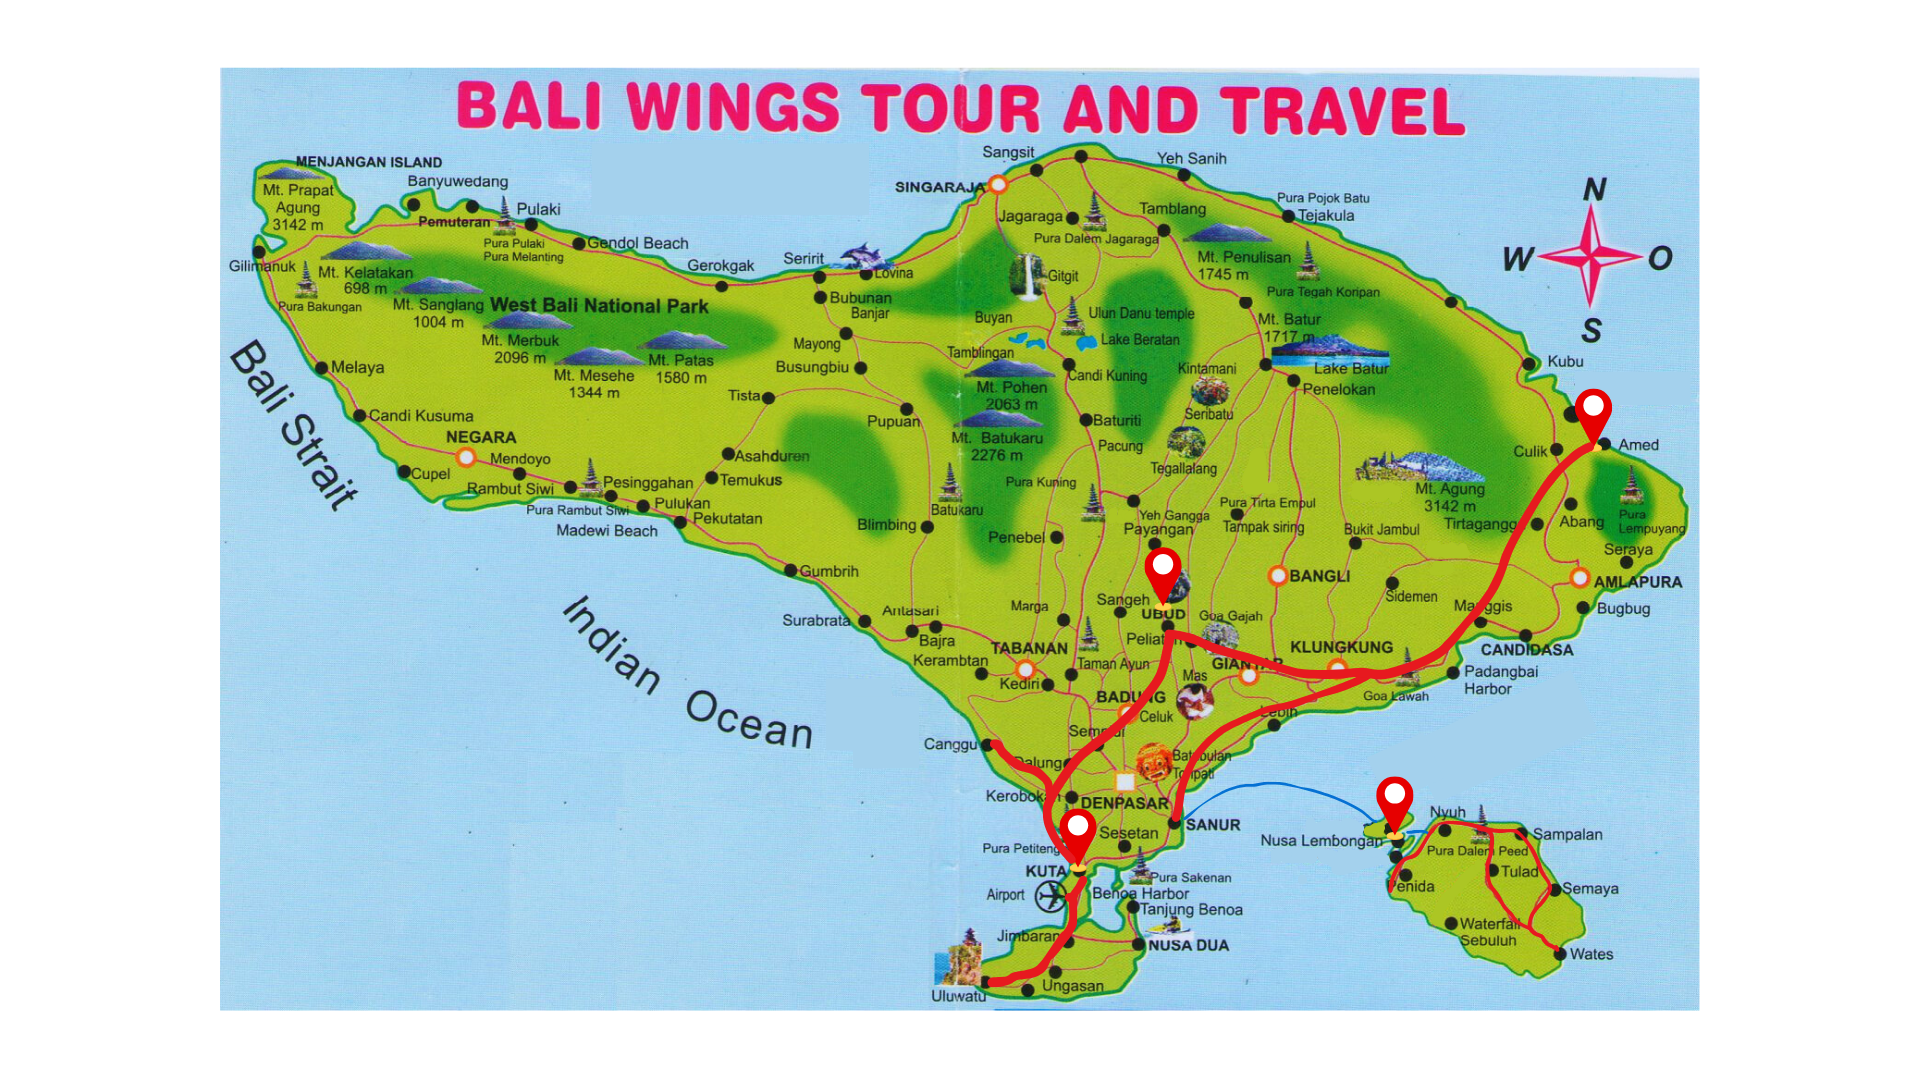 BALI WINGS TOUR AND TRAVEL
MENJANGAN ISLAND
Mt. Prapat
Agung
3142 m
Banyuwedang
Pemuteran
Pulaki
Pura Pulaki
Pura Melanting
Gendol Beach
Gilimanuk
Pura Bakungan
Mt. Kelatakan
698 m
Mt. Sanglang
1004 m
West Bali National Park
Mt. Merbuk
2096 m
Mt. Mesehe
1344 m
Mt. Patas
1580 m
Gerokgak
Seririt
Lovina
Bubunan
Banjar
Mayong
Busungbiu
SINGARAJA
Sangsit
Yeh Sanih
Jagaraga
Pura Dalem Jagaraga
Tamblang
Pura Pojok Batu
Tejakula
Gitgit
Mt. Penulisan
1745 m
Pura Tegah Koripan
Buyan
Tamblingan
Ulun Danu temple
Lake Beratan
Mt. Batur
1717 m
Lake Batur
Penelokan
Kintamani
Seribatu
Candi Kuning
Mt. Pohen
2063 m
Mt. Batukaru
2276 m
Baturiti
Pacung
Tegallalang
Kubu
Amed
Culik
N
W
O
S
Bali Strait
Melaya
Candi Kusuma
NEGARA
Mendoyo
Cupel
Rambut Siwi
Pura Rambut Siwi
Pesinggahan
Pulukan
Madewi Beach
Pekutatan
Tista
Asahduren
Temukus
Pupuan
Blimbing
Batukaru
Pura Kuning
Penebel
Yeh Gangga
Payangan
Pura Tirta Empul
Tampak siring
Bukit Jambul
Mt. Agung
3142 m
Tirtagangga
Abang
Pura
Lempuyang
Seraya
AMLAPURA
Bugbug
Gumbrih
Surabrata
Antasari
Bajra
Kerambtan
TABANAN
Kediri
Marga
Sangeh
UBUD
Goa Gajah
BANGLI
Sidemen
Manggis
CANDIDASA
Padangbai
Harbor
KLUNGKUNG
Goa Lawah
Taman Ayun
Mas
BADUNG
Celuk
Indian Ocean
Canggu
Kerobokan
DENPASAR
SANUR
Sesetan
KUTA
Airport
Pura Sakenan
Benoa Harbor
Tanjung Benoa
NUSA DUA
Jimbaran
Uluwatu
Ungasan
Nusa Lembongan
Nyuh
Pura Dalem Peed
Sampalan
Penida
Tulad
Semaya
Waterfall
Sebuluh
Wates